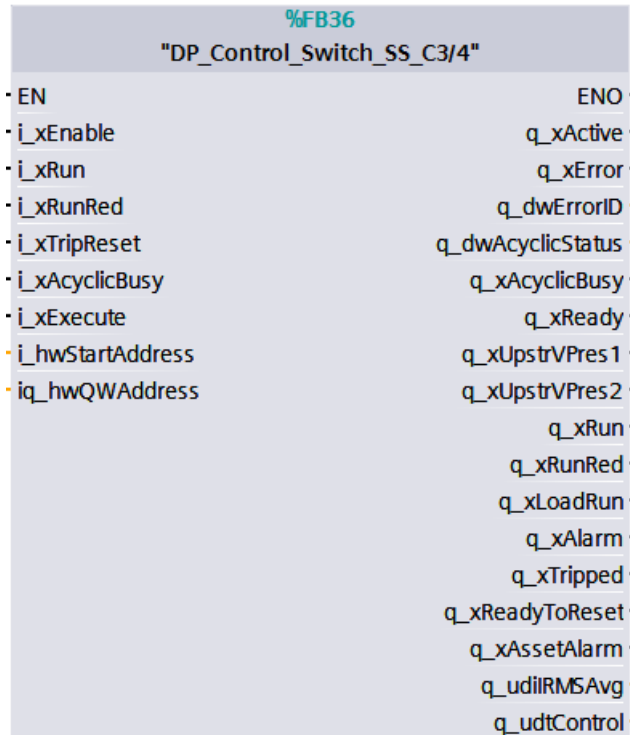 %FB36
"DP_Control_Switch_SS_C3/4"
EN ENO
i_xEnable q_xActive
i_xRun q_xError
i_xRunRed q_dwErrorID
i_xTripReset q_dwAcyclicStatus
i_xAcyclicBusy q_xAcyclicBusy
i_xExecute q_xReady
i_hwStartAddress q_xUpstrVPres1
iq_hwQWAddress q_xUpstrVPres2
q_xRun
q_xRunRed
q_xLoadRun
q_xAlarm
q_xTripped
q_xReadyToReset
q_xAssetAlarm
q_udiIRMSAvg
q_udtControl